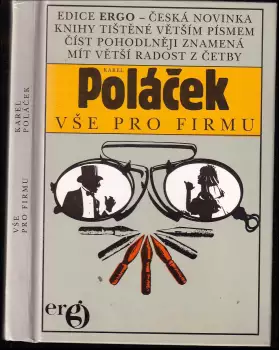 EDICE ERGO – ČESKÁ NOVINKA
KNIHY TIŠTĚNÉ VĚTŠÍM PÍSMEM
ČÍST POHODLNĚJI ZNAMENÁ
MÍT VĚTŠÍ RADOST Z ČETBY
KAREL
Poláček
VŠE PRO FIRMU
ergo
KAREL
POLÁČEK
VŠE
PRO FIRMU